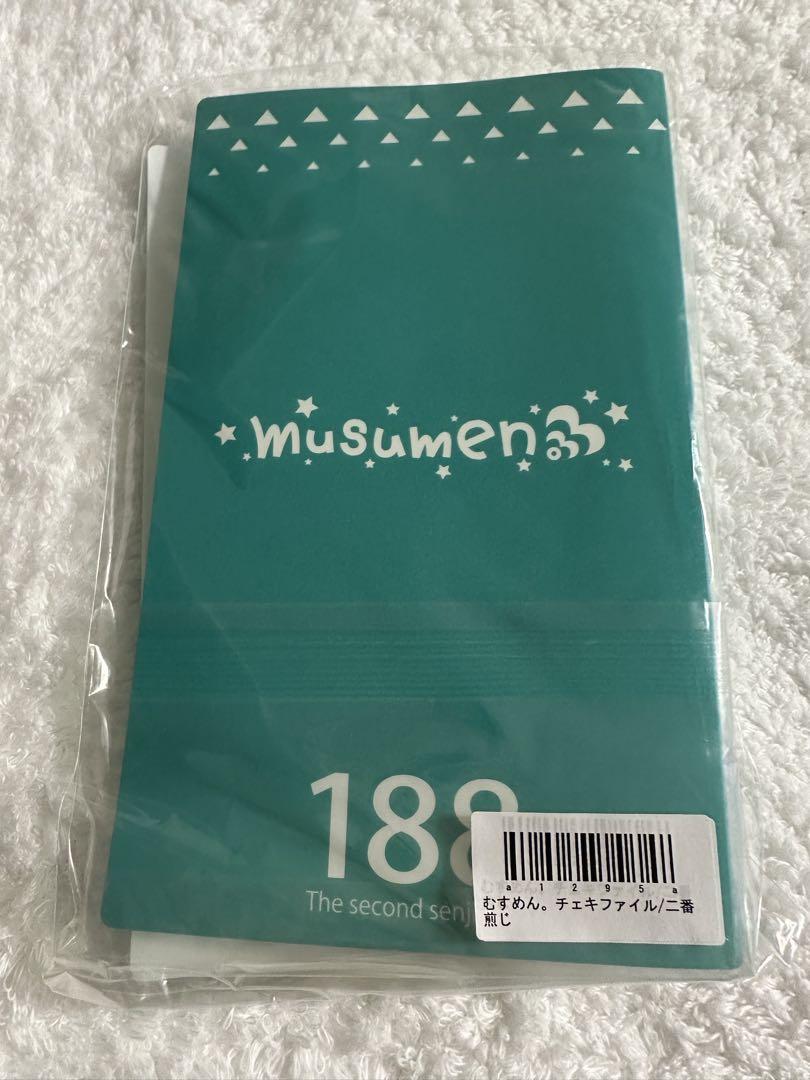 musumen
188
The second senj
a1295a
むすめん。チェキファイル/二番
煎じ